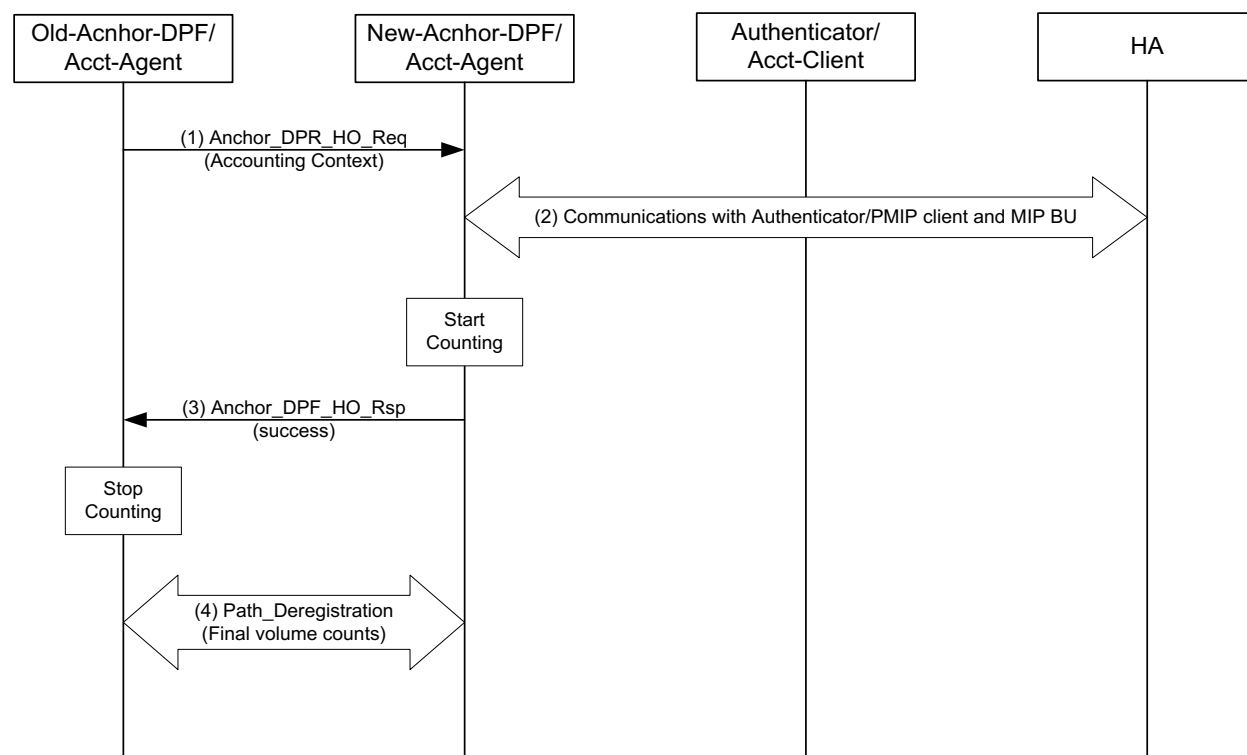 Old-Acnhor-DPF/
Acct-Agent
New-Acnhor-DPF/
Acct-Agent
Authenticator/
Acct-Client
HA
(1) Anchor_DPR_HO_Req
(Accounting Context)
(2) Communications with Authenticator/PMIP client and MIP BU
Start
Counting
(3) Anchor_DPF_HO_Rsp
(success)
Stop
Counting
(4) Path_Deregistration
(Final volume counts)